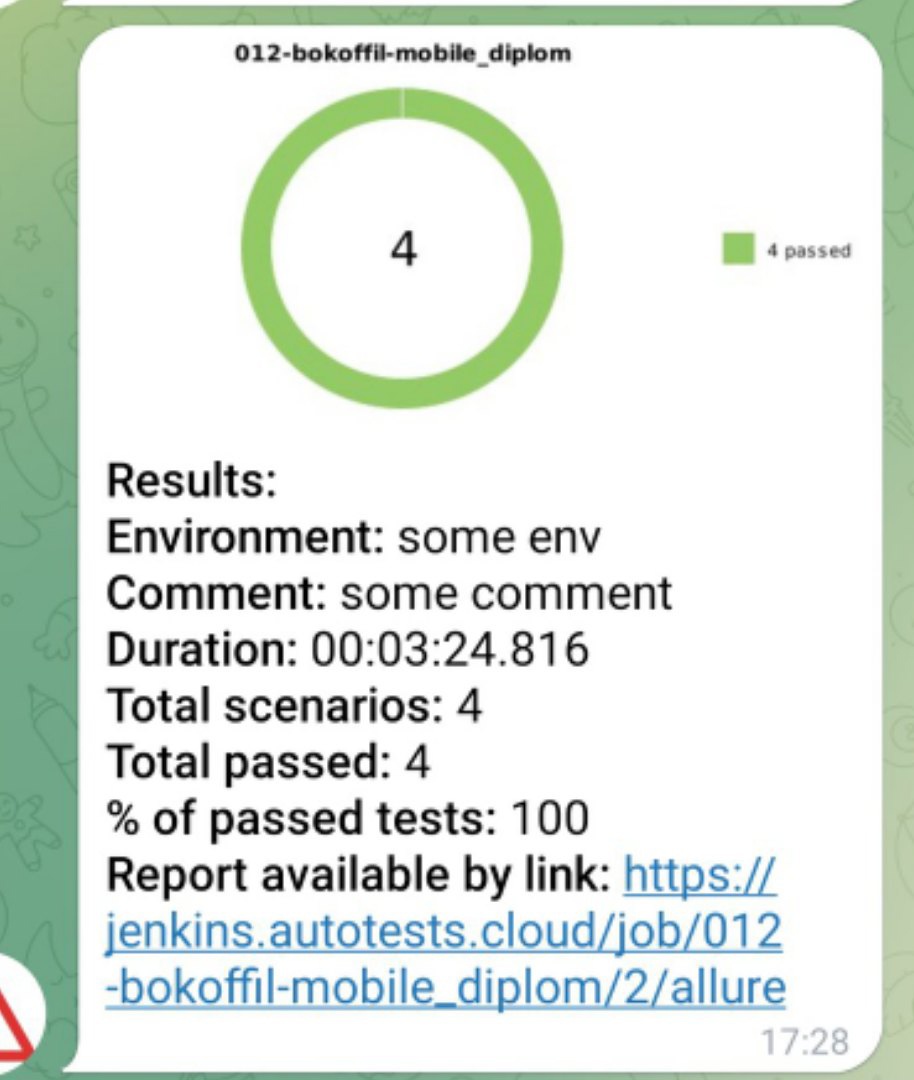 012-bokoffil-mobile_diplom
4
4 passed
Results:
Environment: some env
Comment: some comment
Duration: 00:03:24.816
Total scenarios: 4
Total passed: 4
% of passed tests: 100
Report available by link: https://
jenkins.autotests.cloud/job/012
-bokoffil-mobile_diplom/2/allure
17:28